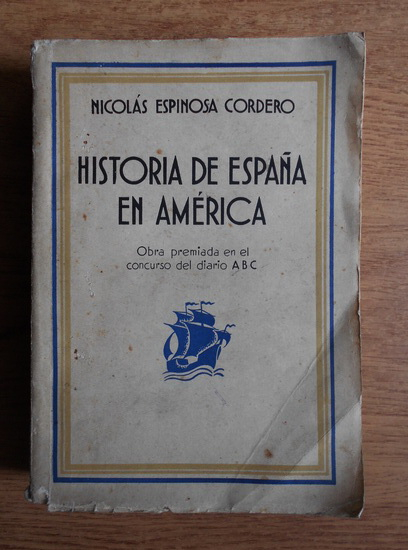 NICOLÁS ESPINOSA CORDERO
HISTORIA DE ESPAÑA
EN AMÉRICA
Obra premiada en el
concurso del diario ABC